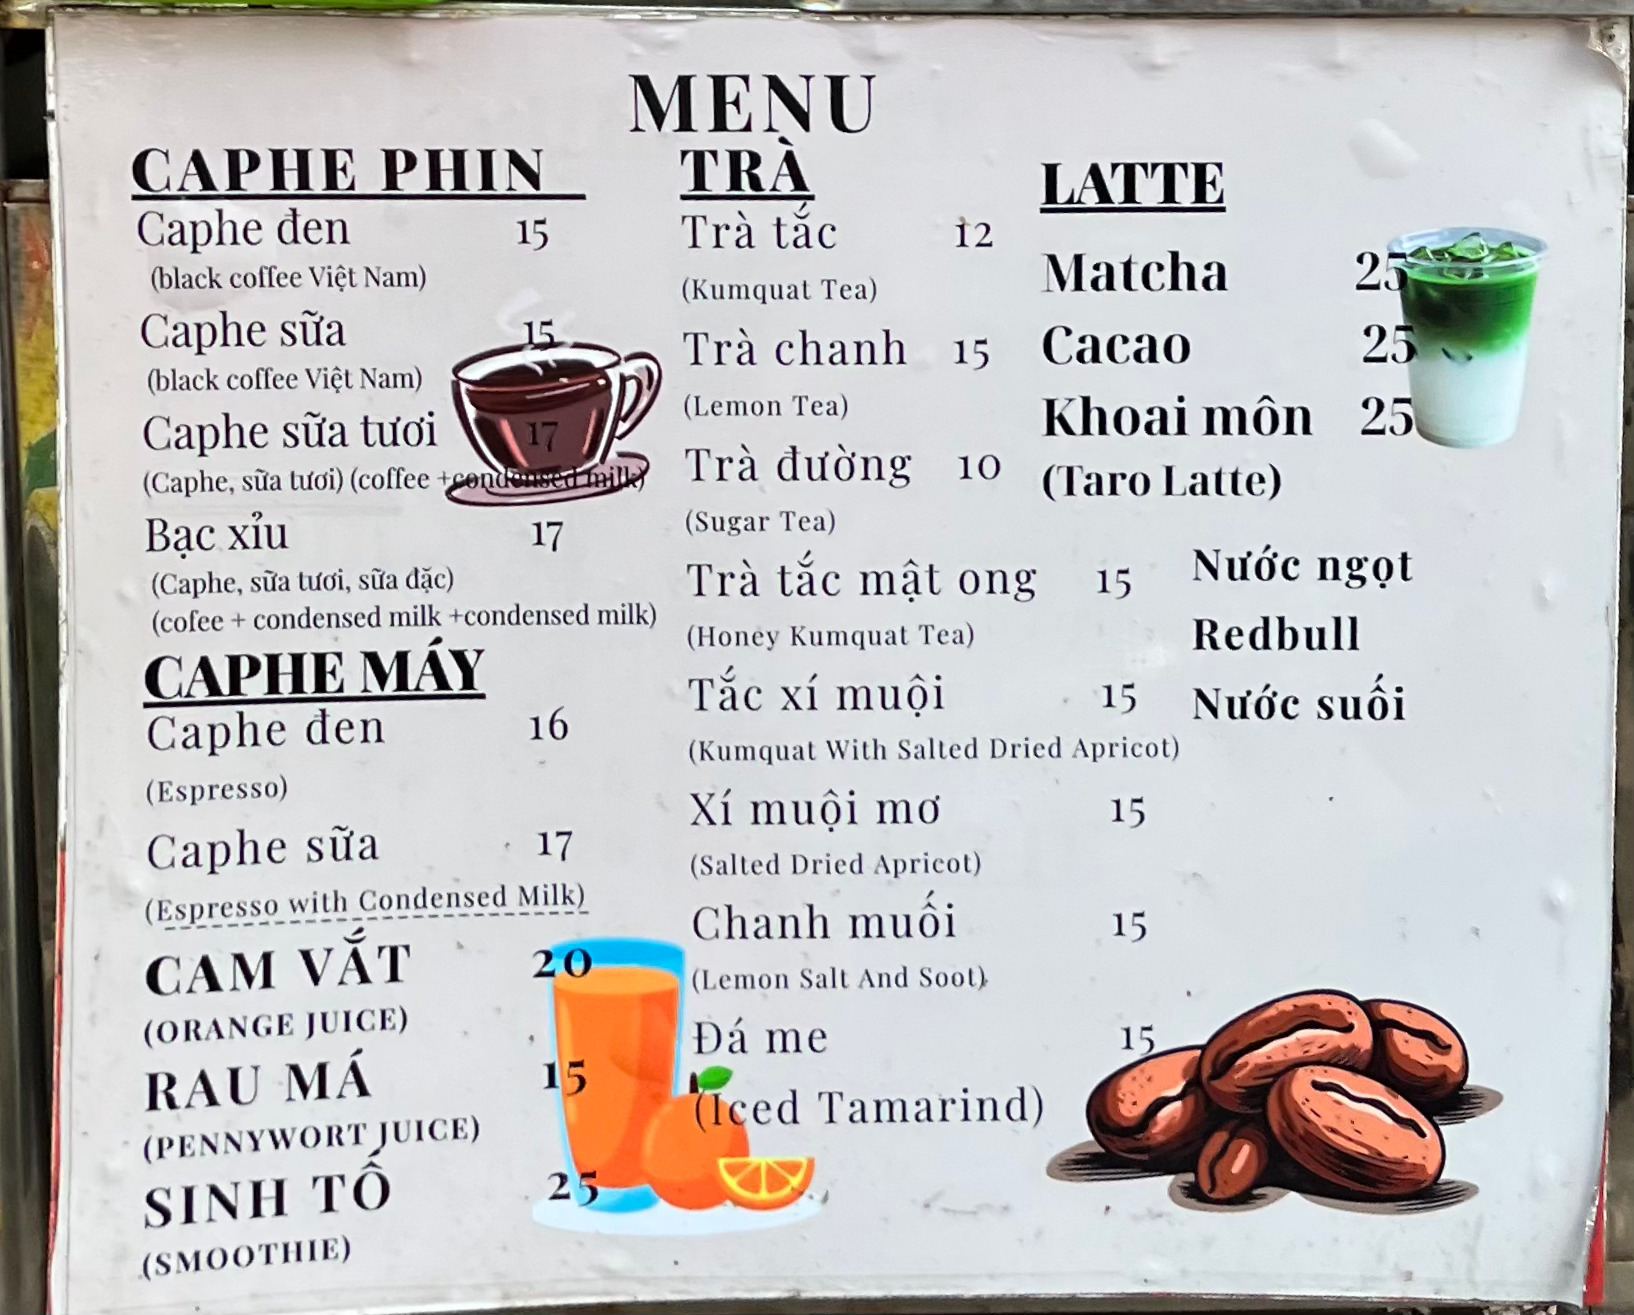 MENU
CAPHE PHIN
Caphe đen 15
(black coffee Việt Nam)
Caphe sữa 15
(black coffee Việt Nam)
Caphe sữa tươi 17
(Caphe, sữa tươi) (coffee +condensed milk)
Bạc xỉu 17
(Caphe, sữa tươi, sữa đặc)
(cofee + condensed milk +condensed milk)
CAPHE MÁY
Caphe đen 16
(Espresso)
Caphe sữa 17
(Espresso with Condensed Milk)
CAM VẮT 20
(ORANGE JUICE)
RAU MÁ 15
(PENNYWORT JUICE)
SINH TỐ 25
(SMOOTHIE)
TRÀ
Trà tắc 12
(Kumquat Tea)
Trà chanh 15
(Lemon Tea)
Trà đường 10
(Sugar Tea)
Trà tắc mật ong 15
(Honey Kumquat Tea)
Tắc xí muội 15
(Kumquat With Salted Dried Apricot)
Xí muội mơ 15
(Salted Dried Apricot)
Chanh muối 15
(Lemon Salt And Soot)
Đá me 15
(Iced Tamarind)
LATTE
Matcha 25
Cacao 25
Khoai môn 25
(Taro Latte)
Nước ngọt
Redbull
Nước suối